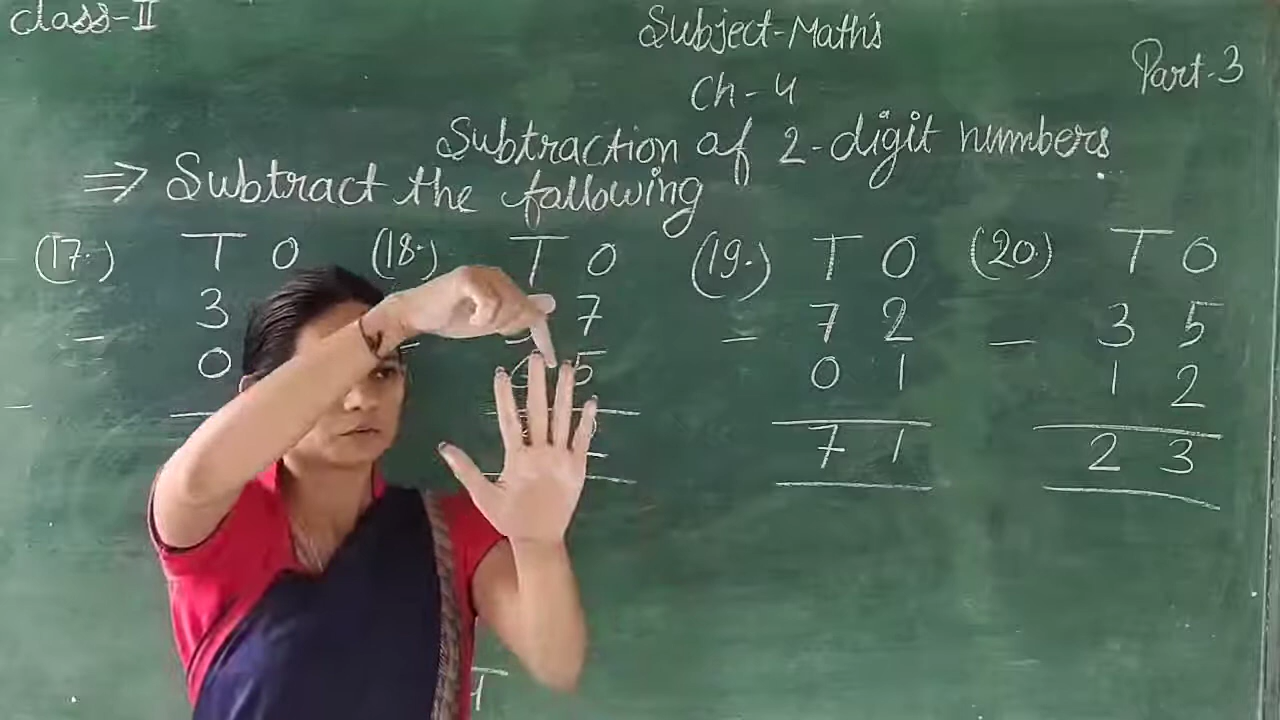 Class-II
Subject-Maths
Part-3
Ch-4
Subtraction of 2-digit numbers.
⇒ Subtract the following
(17.) T O (18.) T O (19.) T O (20.) T O
3 7 7 2 3 5
- - - -
0 5 0 1 1 2
7 1 2 3
4